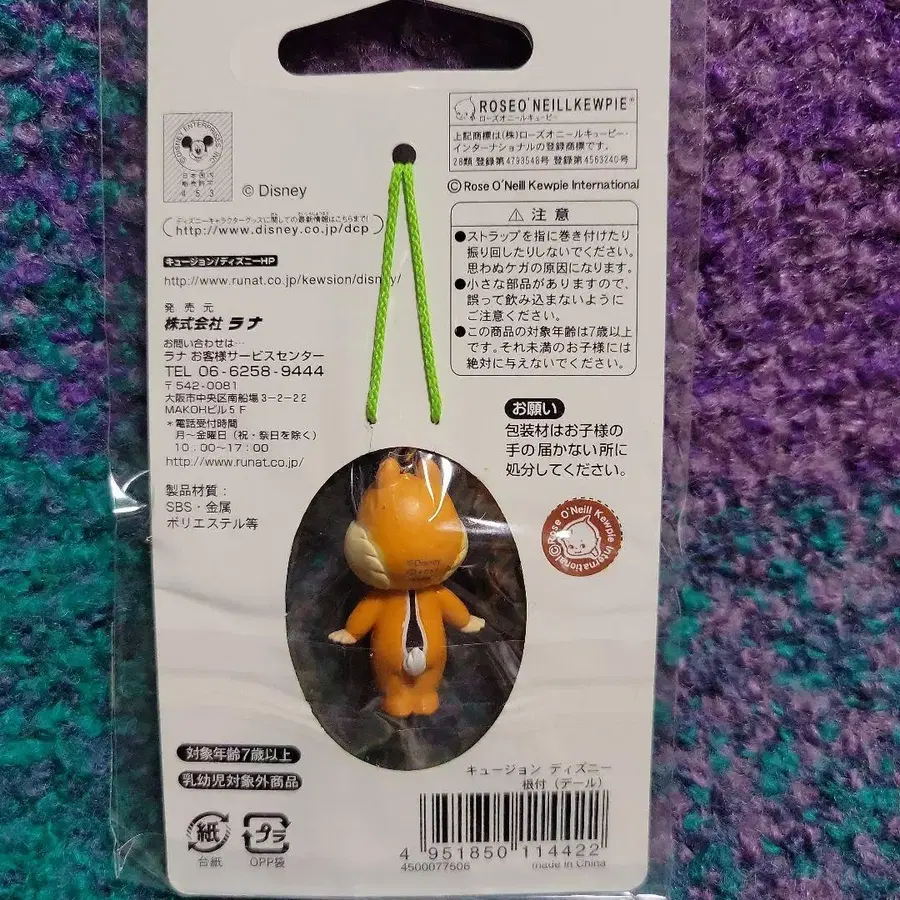 ©DISNEY ENTERPRISES, INC.
日本国内
販売限定
453
© Disney
ディズニーキャラクターグッズに関しての最新情報はこちらまで!
http://www.disney.co.jp/dcp
キュージョン/ディズニーHP
http://www.runat.co.jp/kewsion/disney/
発売元
株式会社 ラナ
お問い合わせは…
ラナ お客様サービスセンター
TEL 06-6258-9444
〒542-0081
大阪市中央区南船場3-2-22
MAKOHビル5F
*電話受付時間
月~金曜日(祝・祭日を除く)
10:00~17:00
http://www.runat.co.jp/
製品材質:
SBS・金属
ポリエステル等
ROSEO'NEILLKEWPIE®
ローズオニールキューピー
上記商標は(株)ローズオニールキューピー・
インターナショナルの登録商標です。
28類 登録第4793548号 登録第4563240号
© Rose O'Neill Kewpie International
⚠ 注意
●ストラップを指に巻き付けたり
振り回したりしないでください。
思わぬケガの原因になります。
●小さな部品がありますので、
誤って飲み込まないように
ご注意ください。
●この商品の対象年齢は7歳以上
です。それ未満のお子様には
絶対に与えないでください。
お願い
包装材はお子様の
手の届かない所に
処分してください。
©Rose O'Neill Kewpie International
©Disney
対象年齢7歳以上
乳幼児対象外商品
紙
台紙
プラ
OPP袋
キュージョン ディズニー
根付(デール)
4 951850 114422
4500077506
made in China